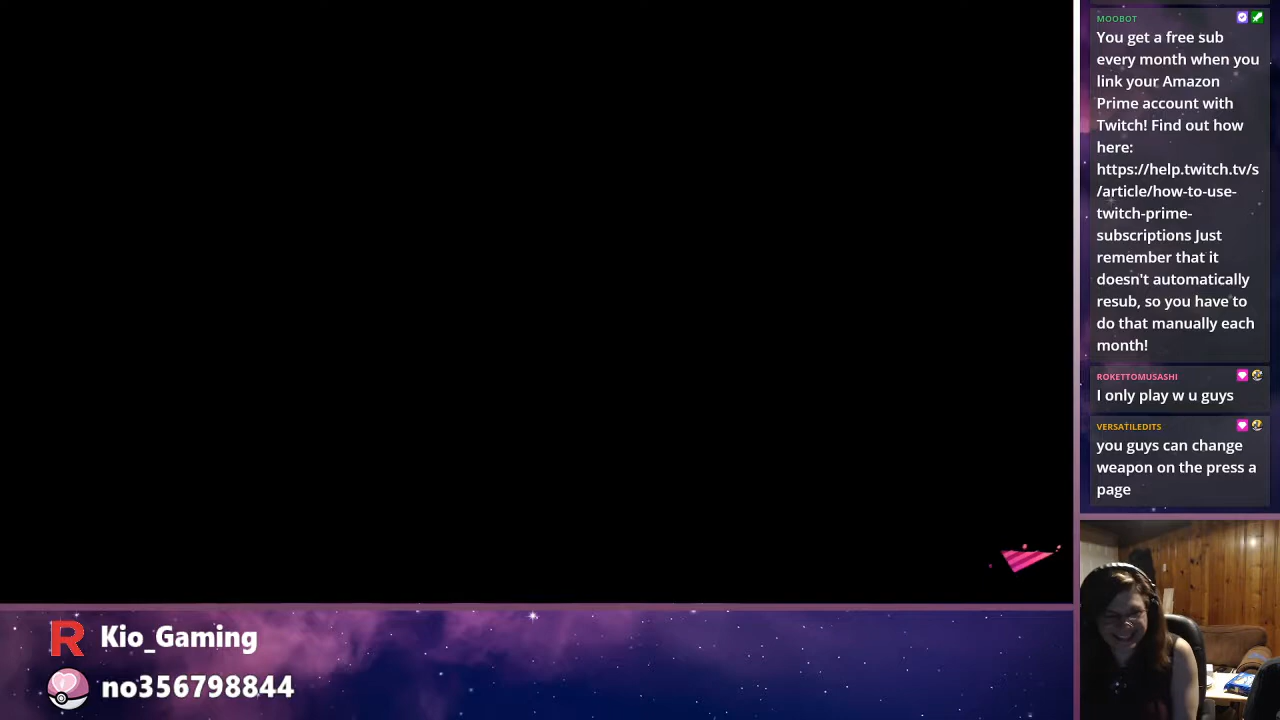 MOOBOT
You get a free sub
every month when you
link your Amazon
Prime account with
Twitch! Find out how
here:
https://help.twitch.tv/s
/article/how-to-use-
twitch-prime-
subscriptions Just
remember that it
doesn't automatically
resub, so you have to
do that manually each
month!
ROKETTOMUSASHI
I only play w u guys
VERSATILEDITS
you guys can change
weapon on the press a
page
R Kio_Gaming
no356798844